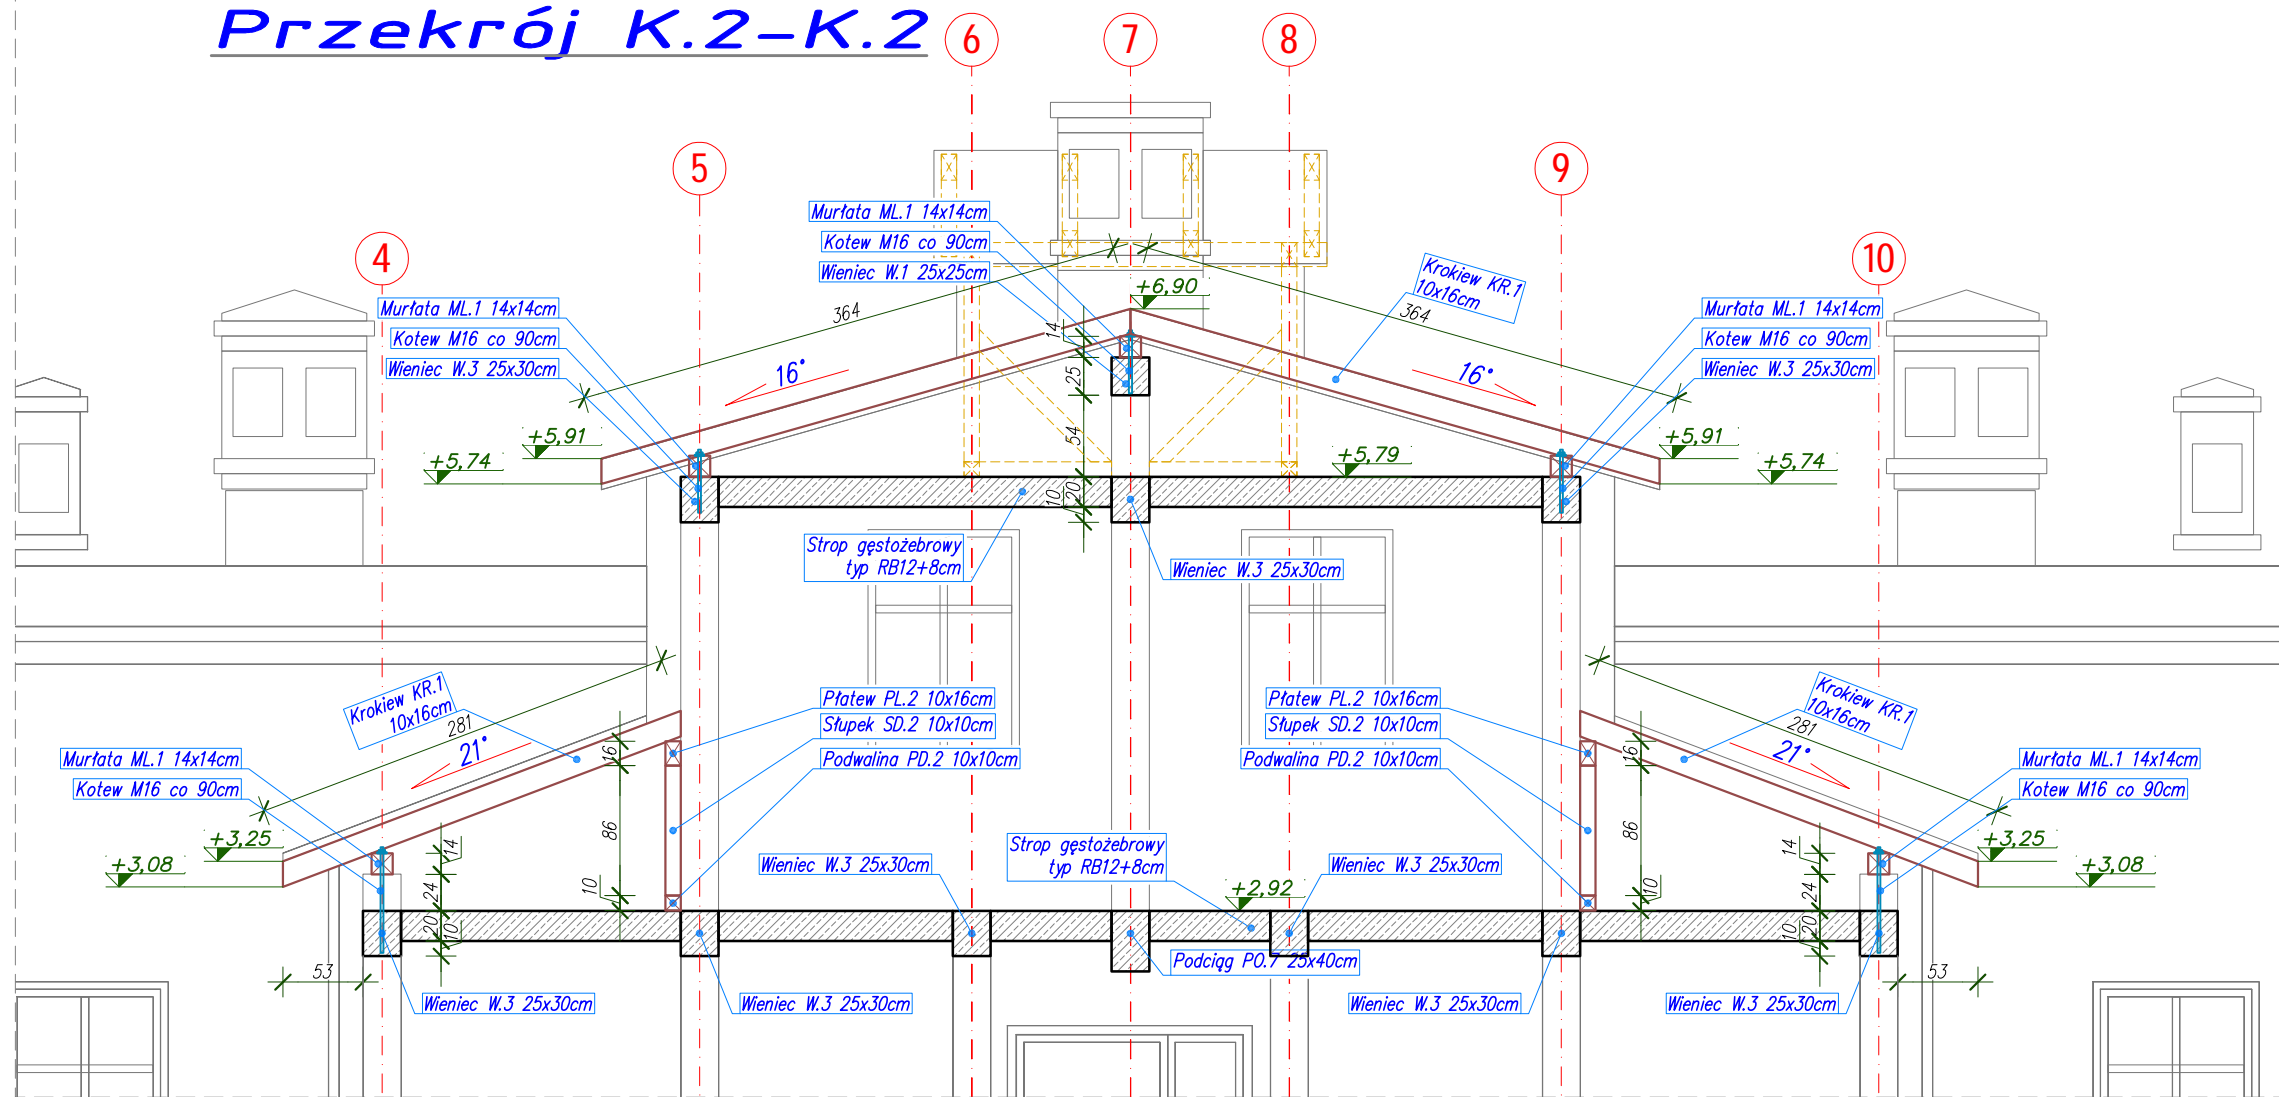 Przekrój K.2-K.2
6
7
8
5
9
4
10
Murłata ML.1 14x14cm
Kotew M16 co 90cm
Wieniec W.1 25x25cm
+6,90
Krokiew KR.1
10x16cm
364
364
14
25
54
16°
16°
Murłata ML.1 14x14cm
Kotew M16 co 90cm
Wieniec W.3 25x30cm
Murłata ML.1 14x14cm
Kotew M16 co 90cm
Wieniec W.3 25x30cm
+5,91
+5,74
+5,79
+5,91
+5,74
10
20
Strop gęstożebrowy
typ RB12+8cm
Wieniec W.3 25x30cm
Krokiew KR.1
10x16cm
281
21°
Płatew PL.2 10x16cm
Słupek SD.2 10x10cm
Podwalina PD.2 10x10cm
Płatew PL.2 10x16cm
Słupek SD.2 10x10cm
Podwalina PD.2 10x10cm
Krokiew KR.1
10x16cm
281
21°
Murłata ML.1 14x14cm
Kotew M16 co 90cm
Murłata ML.1 14x14cm
Kotew M16 co 90cm
16
86
10
16
86
10
+3,25
+3,08
14
24
20
10
Wieniec W.3 25x30cm
Strop gęstożebrowy
typ RB12+8cm
+2,92
Wieniec W.3 25x30cm
14
24
20
10
+3,25
+3,08
53
Podciąg PO.7 25x40cm
53
Wieniec W.3 25x30cm
Wieniec W.3 25x30cm
Wieniec W.3 25x30cm
Wieniec W.3 25x30cm